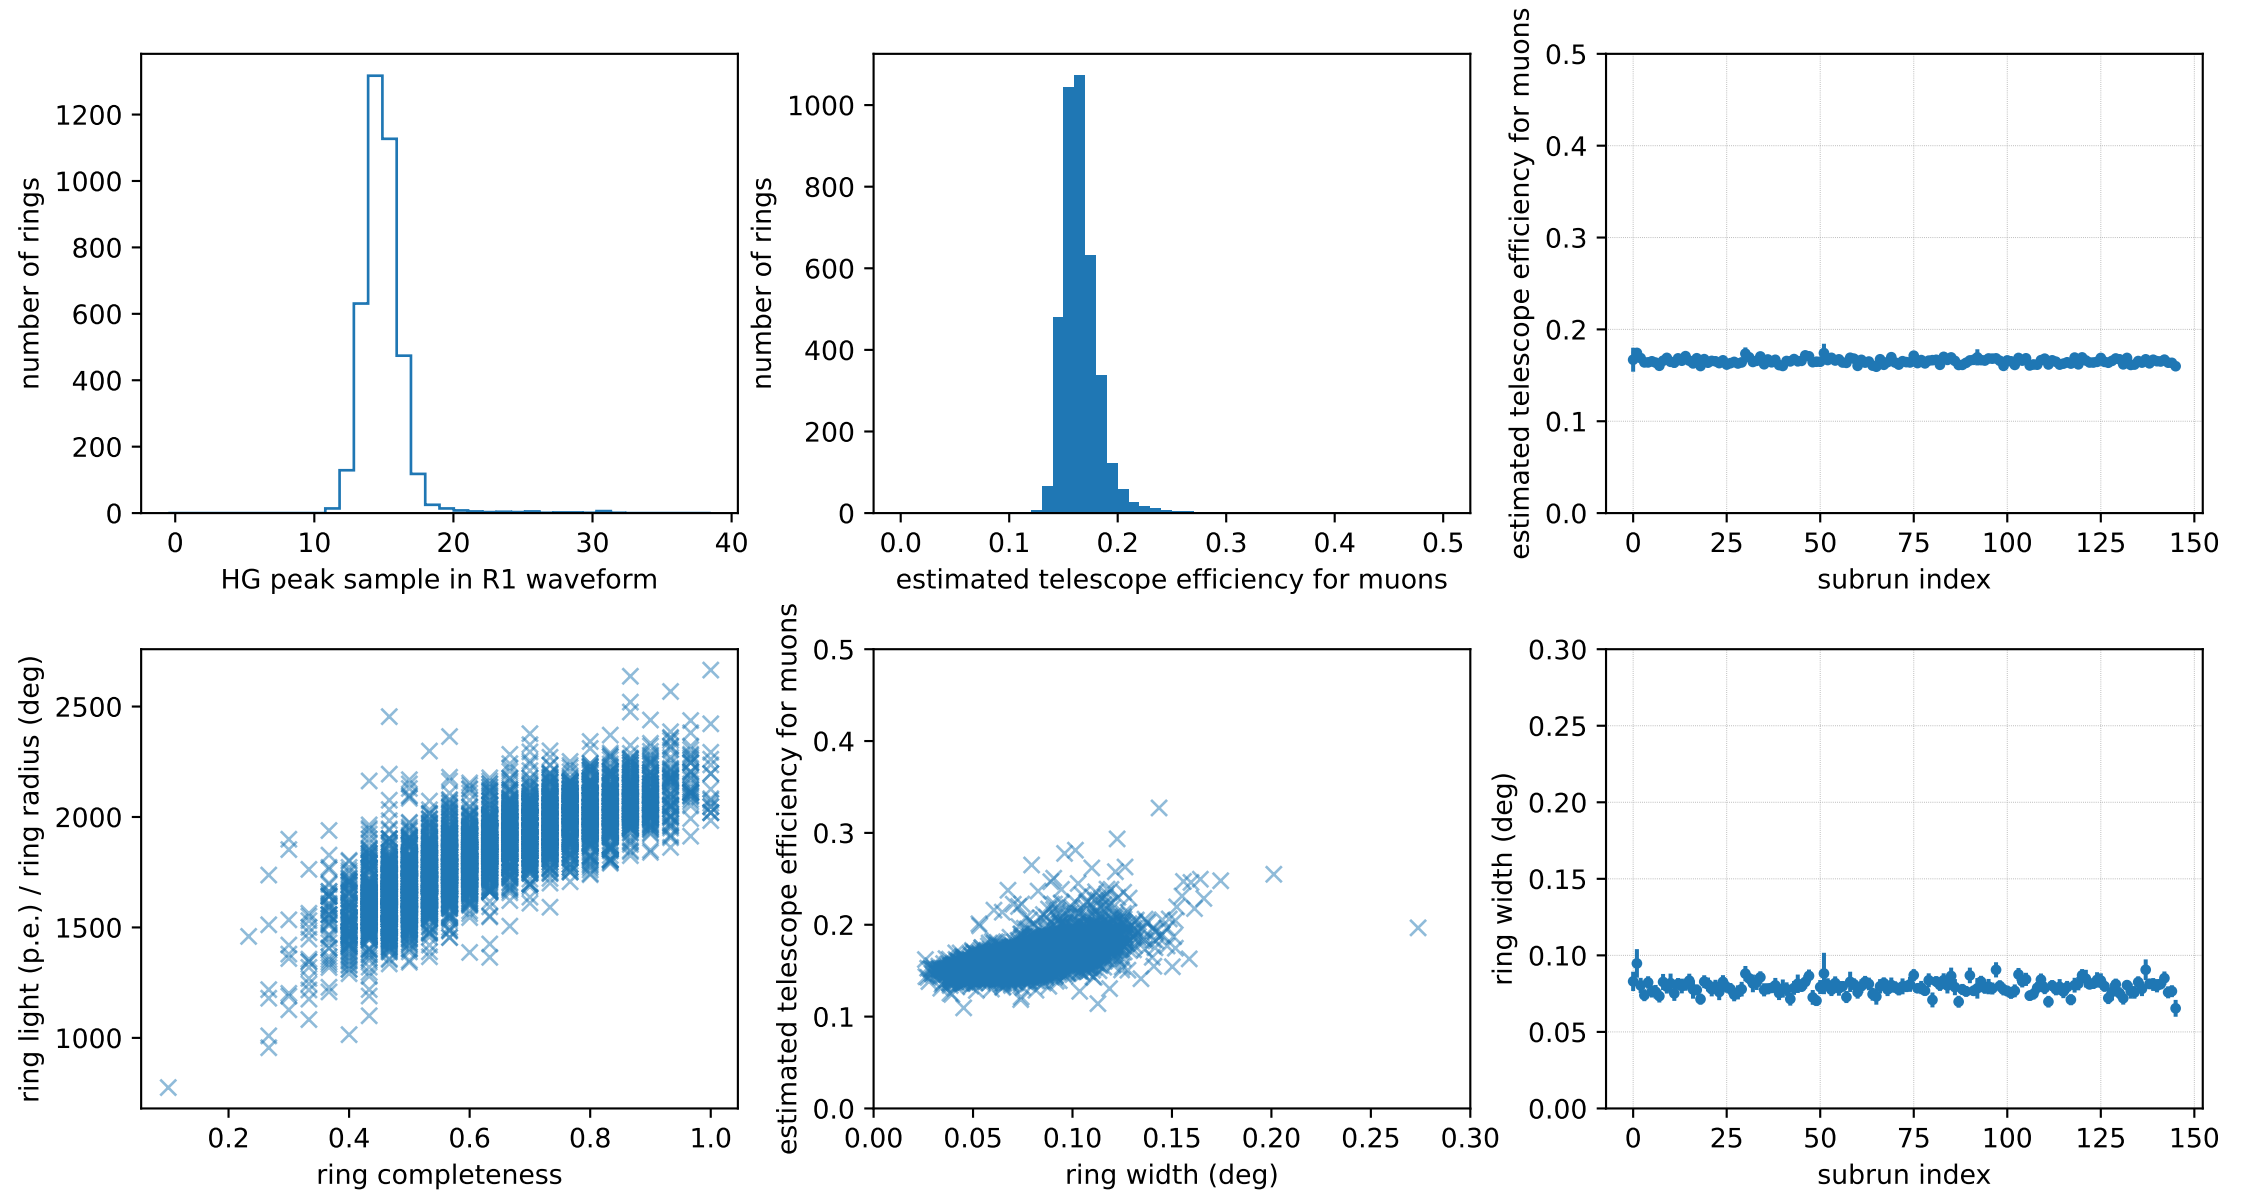 number of rings
1200
1000
800
600
400
200
0
0 10 20 30 40
HG peak sample in R1 waveform
number of rings
1000
800
600
400
200
0
0.0 0.1 0.2 0.3 0.4 0.5
estimated telescope efficiency for muons
estimated telescope efficiency for muons
0.5
0.4
0.3
0.2
0.1
0.0
0 25 50 75 100 125 150
subrun index
ring light (p.e.) / ring radius (deg)
2500
2000
1500
1000
0.2 0.4 0.6 0.8 1.0
ring completeness
estimated telescope efficiency for muons
0.5
0.4
0.3
0.2
0.1
0.0
0.00 0.05 0.10 0.15 0.20 0.25 0.30
ring width (deg)
ring width (deg)
0.30
0.25
0.20
0.15
0.10
0.05
0.00
0 25 50 75 100 125 150
subrun index